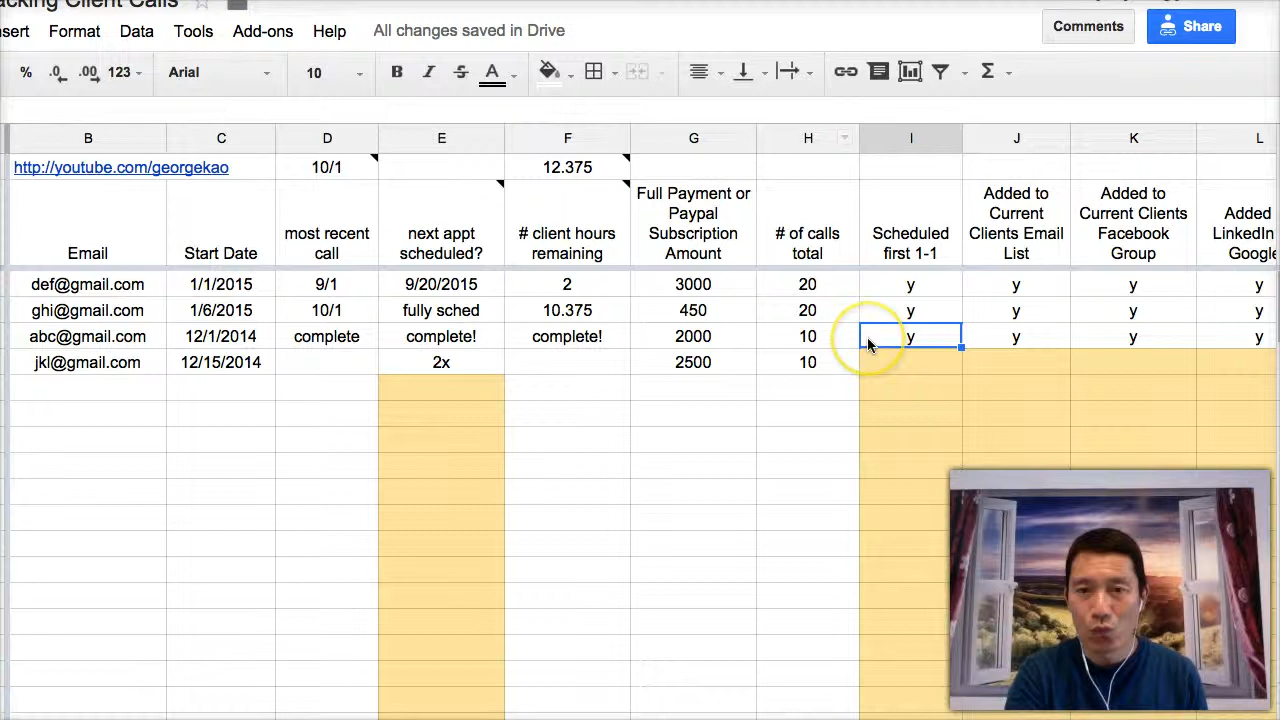 acking Client Calls
nsert Format Data Tools Add-ons Help All changes saved in Drive
Comments Share
% .0 .00 123 Arial 10 B I S A Σ
B C D E F G H I J K L
http://youtube.com/georgekao 10/1 12.375
Email
Start Date
most recent
call
next appt
scheduled?
# client hours
remaining
Full Payment or
Paypal
Subscription
Amount
# of calls
total
Scheduled
first 1-1
Added to
Current
Clients Email
List
Added to
Current Clients
Facebook
Group
Added
LinkedIn
Google
def@gmail.com 1/1/2015 9/1 9/20/2015 2 3000 20 y y y y
ghi@gmail.com 1/6/2015 10/1 fully sched 10.375 450 20 y y y y
abc@gmail.com 12/1/2014 complete complete! complete! 2000 10 y y y y
jkl@gmail.com 12/15/2014 2x 2500 10